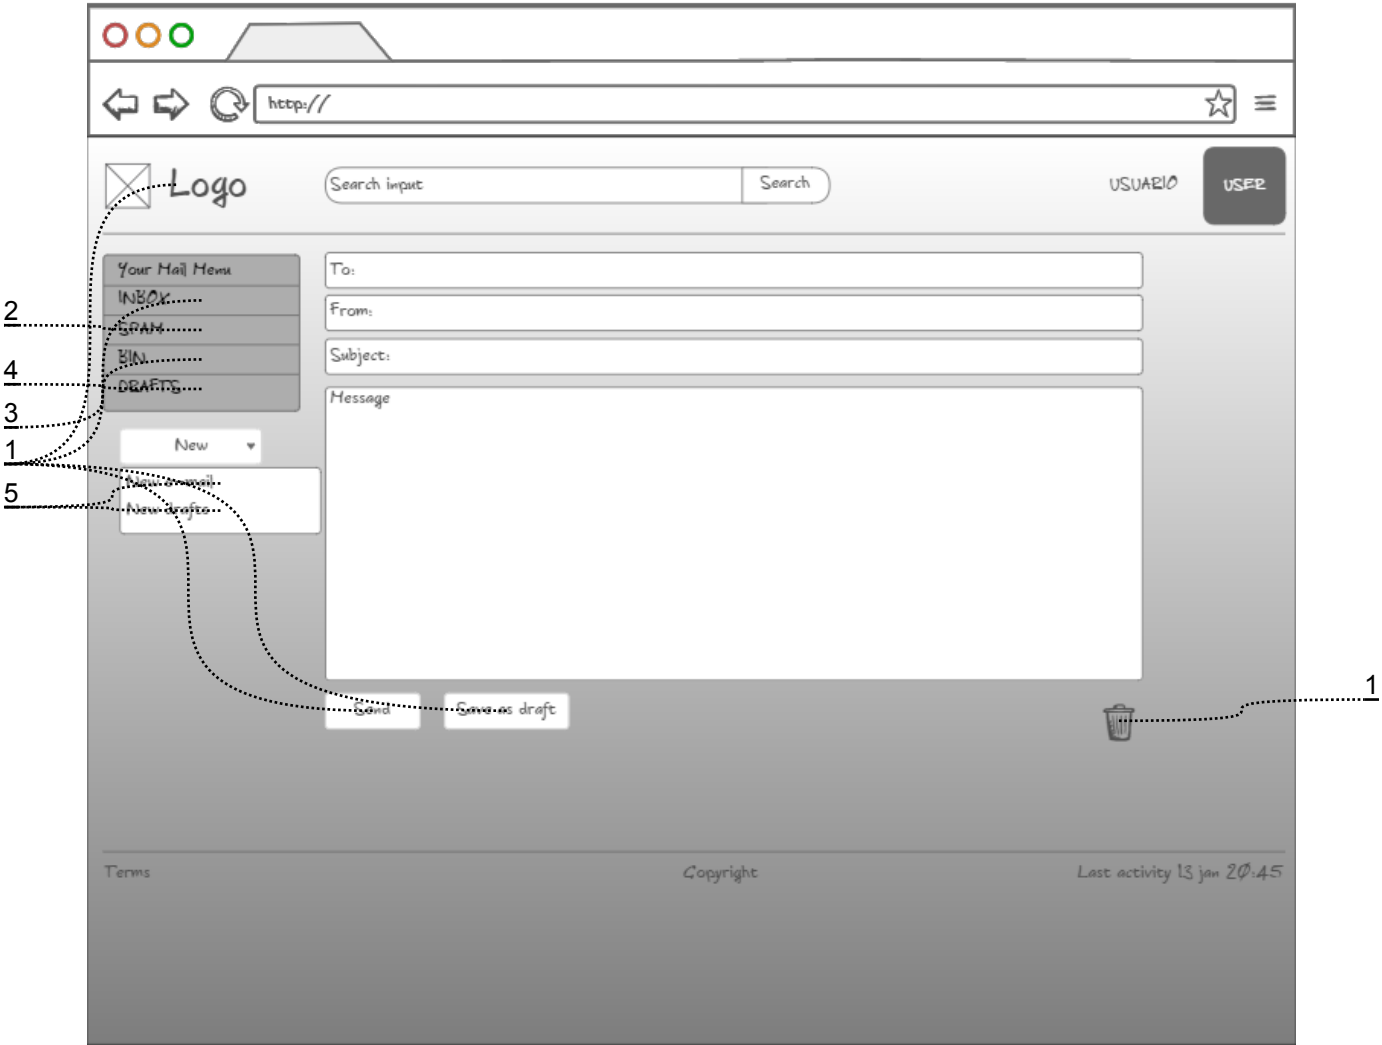 http://
Logo
Search input
Search
USUARIO
USER
Your Mail Menu
INBOX
SPAM
BIN
DRAFTS
To:
From:
Subject:
Message
2
4
3
1
5
New
New e-mail
New drafts
Send
Save as draft
1
Terms
Copyright
Last activity 13 jan 20:45